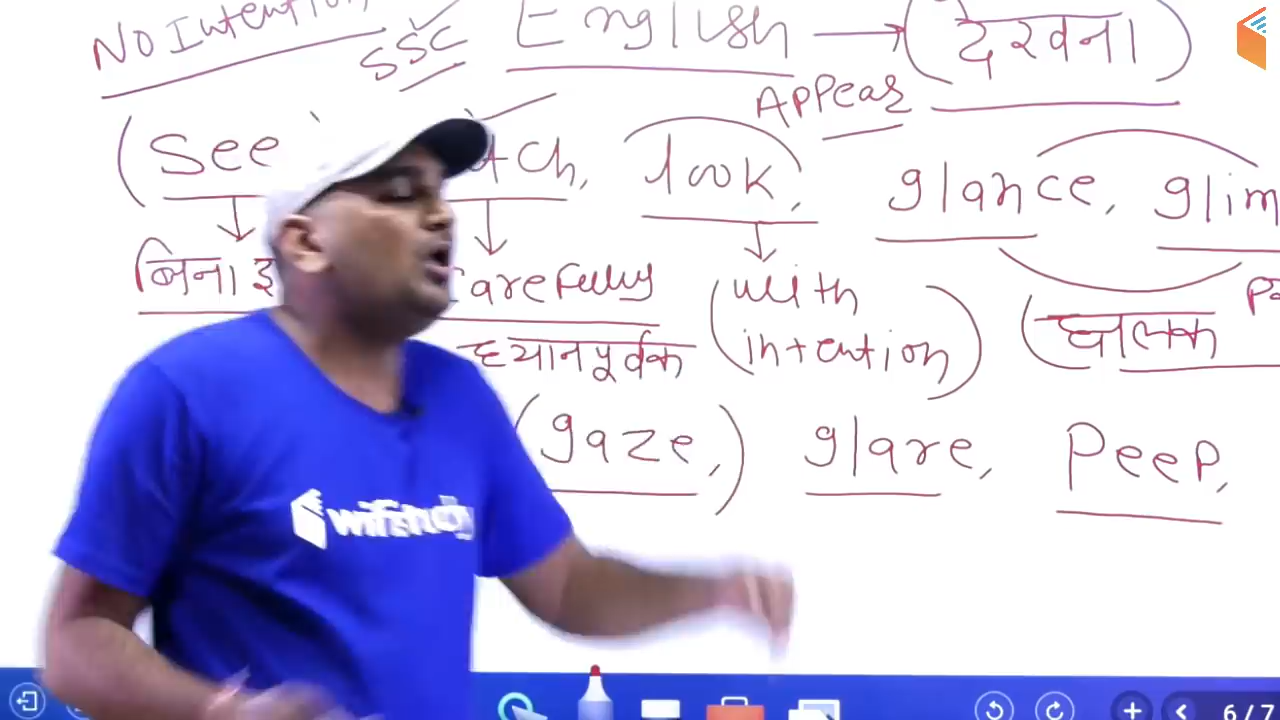 No Intention
SSC English → (देखना)
Appear
(See look, glance,
Carefully (with
intention)
ध्यानपूर्वक
(gaze,) glare, Peep,
wifistudy
6 / 7